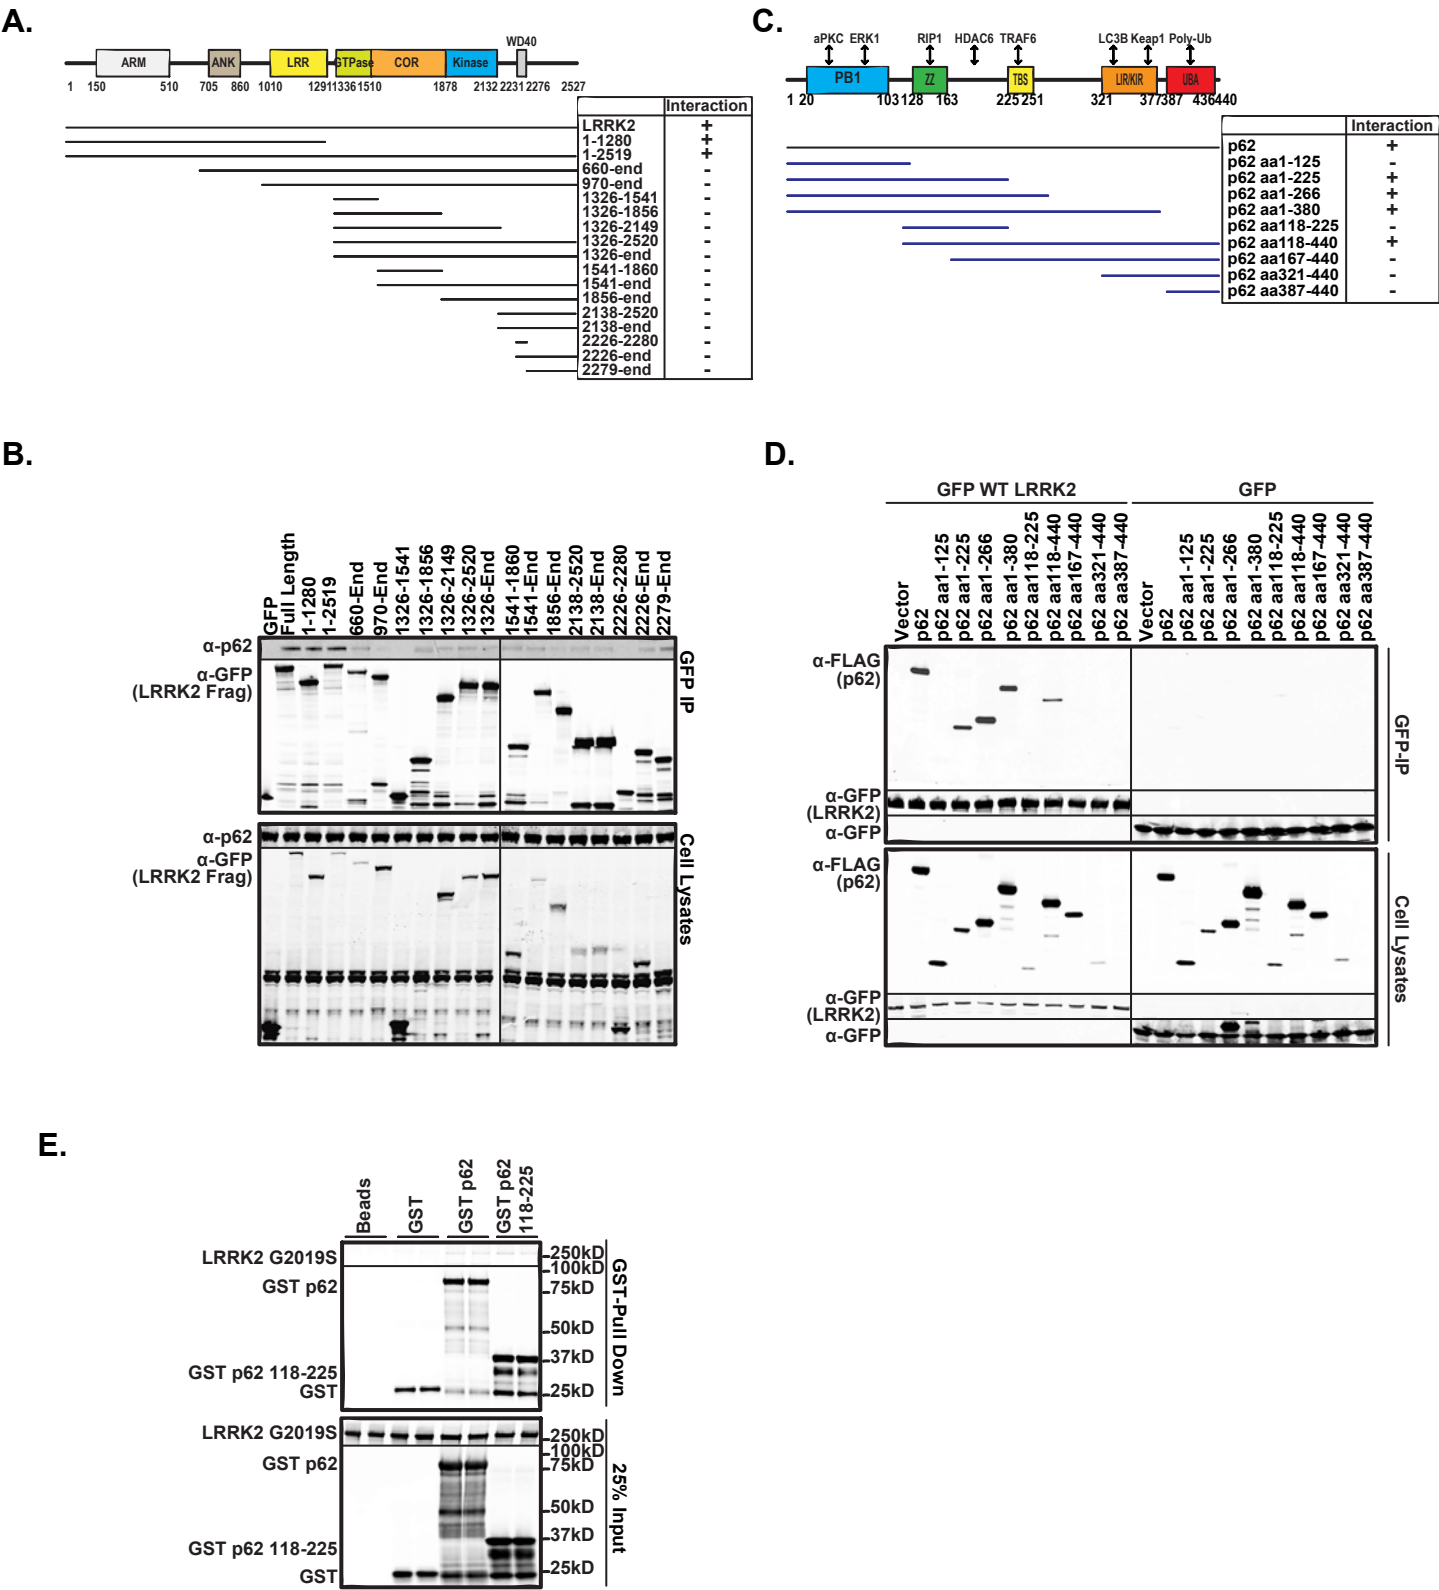 A.
WD40
ARM ANK LRR GTPase COR Kinase
1 150 510 705 860 1010 1291 1336 1510 1878 2132 2231 2276 2527
Interaction
LRRK2 +
1-1280 +
1-2519 +
660-end -
970-end -
1326-1541 -
1326-1856 -
1326-2149 -
1326-2520 -
1326-end -
1541-1860 -
1541-end -
1856-end -
2138-2520 -
2138-end -
2226-2280 -
2226-end -
2279-end -
C.
aPKC ERK1 RIP1 HDAC6 TRAF6 LC3B Keap1 Poly-Ub
PB1 ZZ TBS LIR/KIR UBA
1 20 103 128 163 225 251 321 377 387 436 440
Interaction
p62 +
p62 aa1-125 -
p62 aa1-225 +
p62 aa1-266 +
p62 aa1-380 +
p62 aa118-225 -
p62 aa118-440 +
p62 aa167-440 -
p62 aa321-440 -
p62 aa387-440 -
B.
GFP
Full Length
1-1280
1-2519
660-End
970-End
1326-1541
1326-1856
1326-2149
1326-2520
1326-End
1541-1860
1541-End
1856-End
2138-2520
2138-End
2226-2280
2226-End
2279-End
α-p62
α-GFP
(LRRK2 Frag)
GFP IP
α-p62
α-GFP
(LRRK2 Frag)
Cell Lysates
D.
GFP WT LRRK2 GFP
Vector
p62
p62 aa1-125
p62 aa1-225
p62 aa1-266
p62 aa1-380
p62 aa118-225
p62 aa118-440
p62 aa167-440
p62 aa321-440
p62 aa387-440
Vector
p62
p62 aa1-125
p62 aa1-225
p62 aa1-266
p62 aa1-380
p62 aa118-225
p62 aa118-440
p62 aa167-440
p62 aa321-440
p62 aa387-440
α-FLAG
(p62)
α-GFP
(LRRK2)
α-GFP
GFP-IP
α-FLAG
(p62)
α-GFP
(LRRK2)
α-GFP
Cell Lysates
E.
Beads
GST
GST p62
GST p62
118-225
LRRK2 G2019S
GST p62
GST p62 118-225
GST
250kD
100kD
75kD
50kD
37kD
25kD
GST-Pull Down
LRRK2 G2019S
GST p62
GST p62 118-225
GST
250kD
100kD
75kD
50kD
37kD
25kD
25% Input